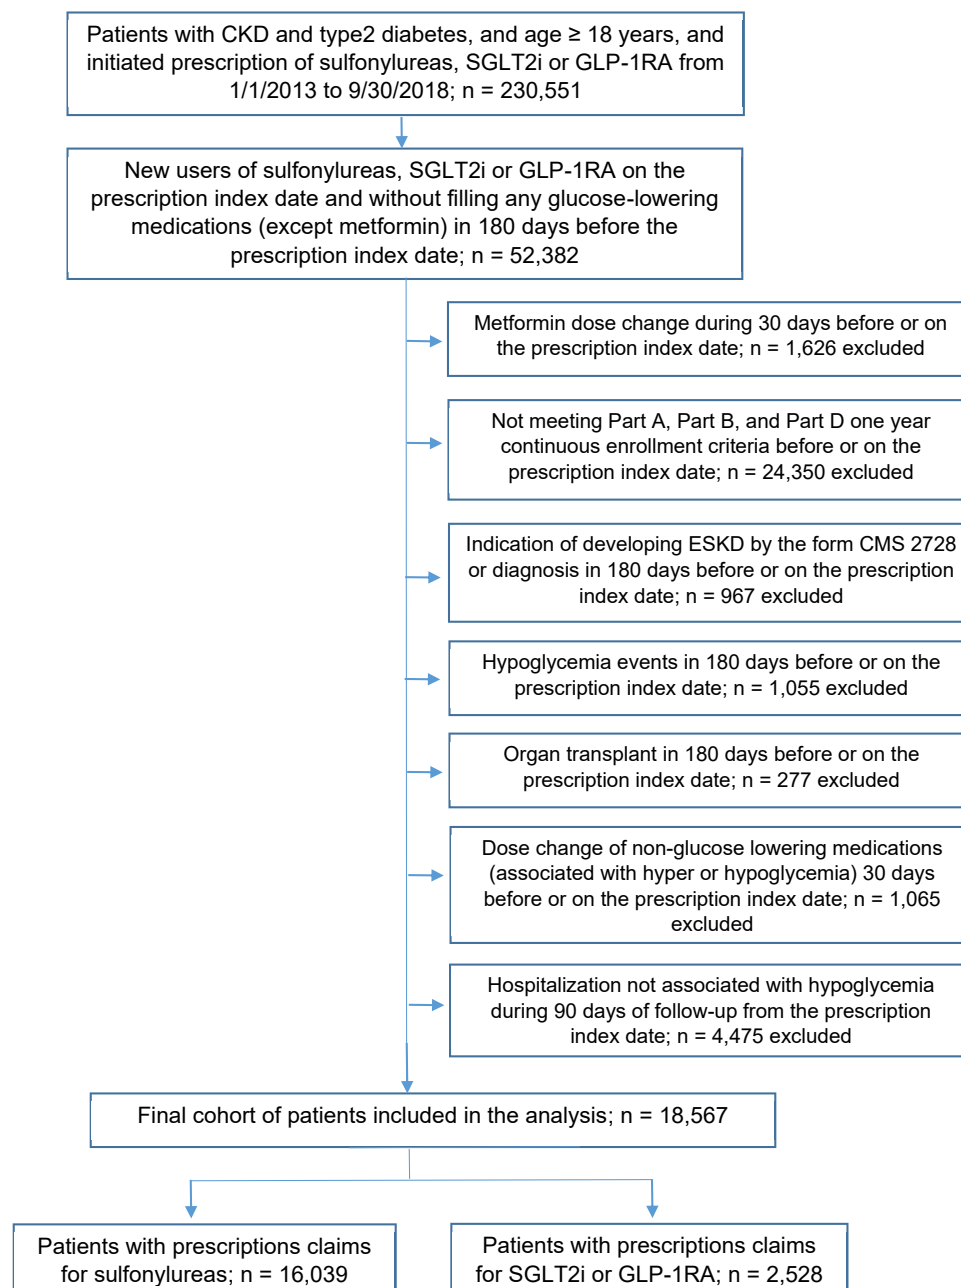 Patients with CKD and type2 diabetes, and age ≥ 18 years, and
initiated prescription of sulfonylureas, SGLT2i or GLP-1RA from
1/1/2013 to 9/30/2018; n = 230,551
New users of sulfonylureas, SGLT2i or GLP-1RA on the
prescription index date and without filling any glucose-lowering
medications (except metformin) in 180 days before the
prescription index date; n = 52,382
Metformin dose change during 30 days before or on
the prescription index date; n = 1,626 excluded
Not meeting Part A, Part B, and Part D one year
continuous enrollment criteria before or on the
prescription index date; n = 24,350 excluded
Indication of developing ESKD by the form CMS 2728
or diagnosis in 180 days before or on the prescription
index date; n = 967 excluded
Hypoglycemia events in 180 days before or on the
prescription index date; n = 1,055 excluded
Organ transplant in 180 days before or on the
prescription index date; n = 277 excluded
Dose change of non-glucose lowering medications
(associated with hyper or hypoglycemia) 30 days
before or on the prescription index date; n = 1,065
excluded
Hospitalization not associated with hypoglycemia
during 90 days of follow-up from the prescription
index date; n = 4,475 excluded
Final cohort of patients included in the analysis; n = 18,567
Patients with prescriptions claims
for sulfonylureas; n = 16,039
Patients with prescriptions claims
for SGLT2i or GLP-1RA; n = 2,528